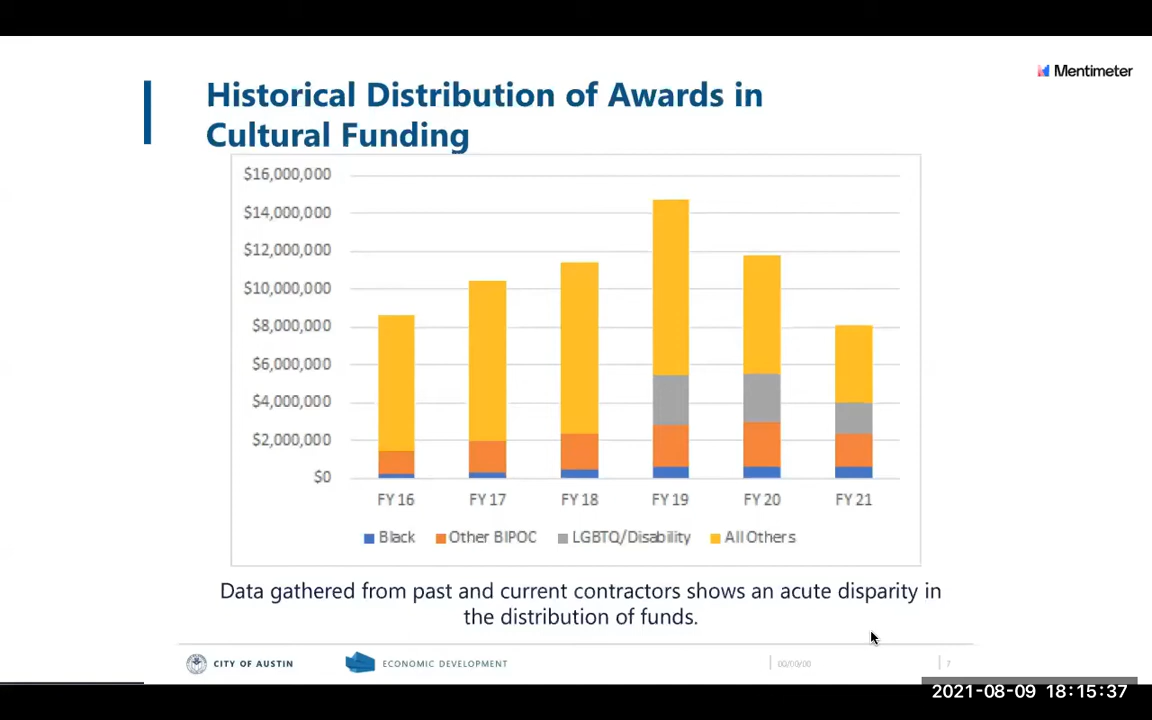 Mentimeter
Historical Distribution of Awards in
Cultural Funding
$16,000,000
$14,000,000
$12,000,000
$10,000,000
$8,000,000
$6,000,000
$4,000,000
$2,000,000
$0
FY 16 FY 17 FY 18 FY 19 FY 20 FY 21
Black Other BIPOC LGBTQ/Disability All Others
Data gathered from past and current contractors shows an acute disparity in
the distribution of funds.
CITY OF AUSTIN ECONOMIC DEVELOPMENT 00/00/00 7
2021-08-09 18:15:37